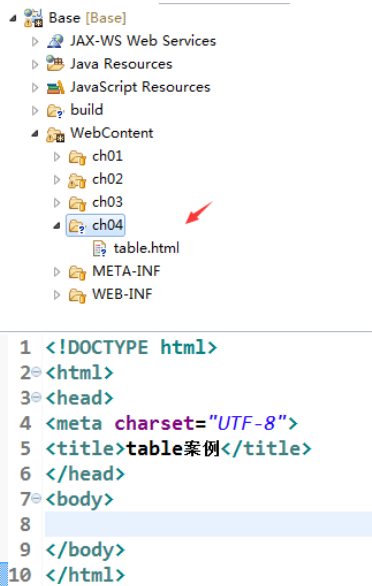 Base [Base]
JAX-WS Web Services
Java Resources
JavaScript Resources
build
WebContent
ch01
ch02
ch03
ch04
table.html
META-INF
WEB-INF
1 <!DOCTYPE html>
2 <html>
3 <head>
4 <meta charset="UTF-8">
5 <title>table案例</title>
6 </head>
7 <body>
8
9 </body>
10 </html>